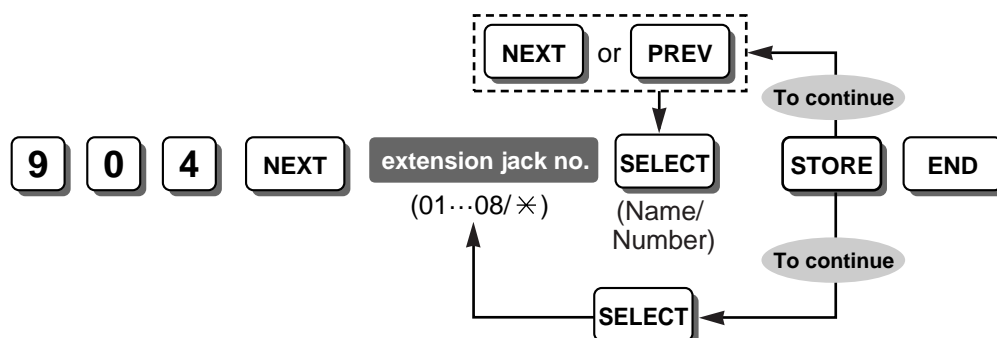 NEXT or PREV
To continue
9 0 4 NEXT extension jack no. SELECT STORE END
(01···08/✳)
(Name/
Number)
To continue
SELECT